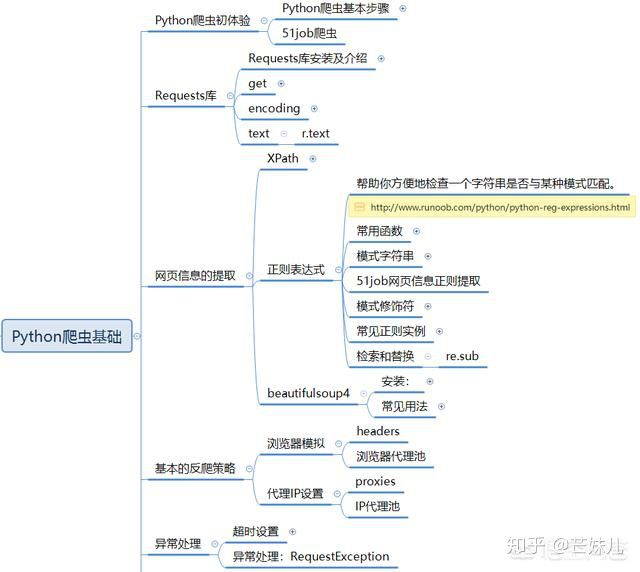 Python爬虫基本步骤
Python爬虫初体验
51job爬虫
Requests库安装及介绍
get
Requests库
encoding
text
r.text
XPath
帮助你方便地检查一个字符串是否与某种模式匹配。
http://www.runoob.com/python/python-reg-expressions.html
常用函数
模式字符串
网页信息的提取
正则表达式
51job网页信息正则提取
模式修饰符
Python爬虫基础
常见正则实例
检索和替换
re.sub
安装：
beautifulsoup4
常见用法
headers
浏览器模拟
浏览器代理池
基本的反爬策略
proxies
代理IP设置
IP代理池
超时设置
异常处理
异常处理：RequestException
知乎 @芒妹儿